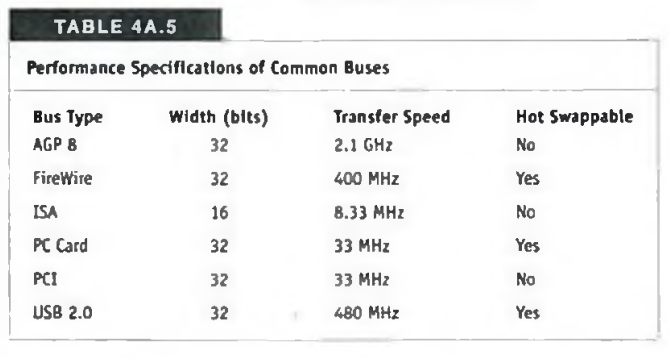 TABLE 4A.5
Performance Specifications of Common Buses
Bus Type Width (bits) Transfer Speed Hot Swappable
AGP 8 32 2.1 GHz No
FireWire 32 400 MHz Yes
ISA 16 8.33 MHz No
PC Card 32 33 MHz Yes
PCI 32 33 MHz No
USB 2.0 32 480 MHz Yes